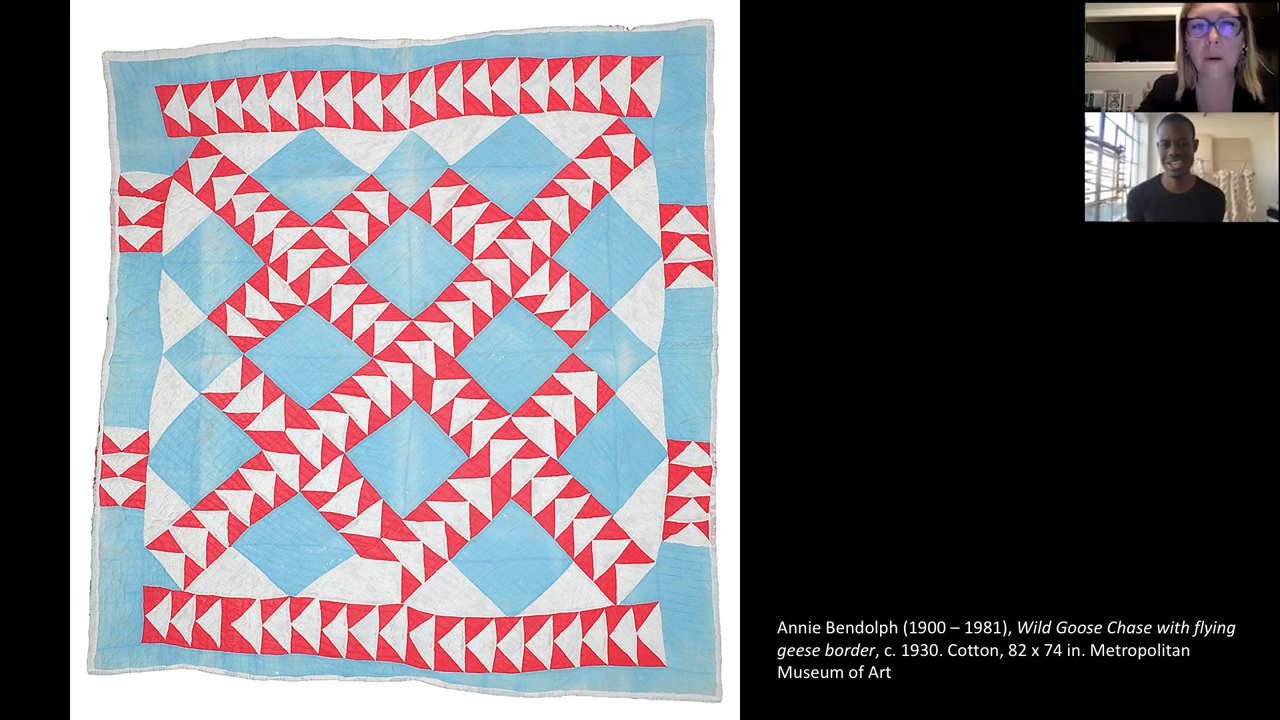 Annie Bendolph (1900 – 1981), Wild Goose Chase with flying
geese border, c. 1930. Cotton, 82 x 74 in. Metropolitan
Museum of Art